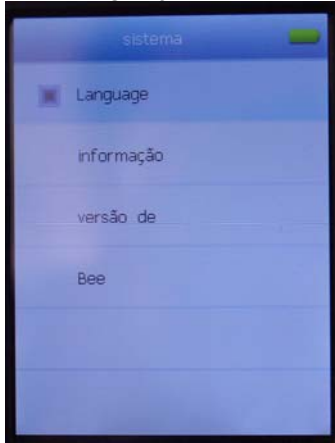 sistema
Language
informação
versão de
Bee